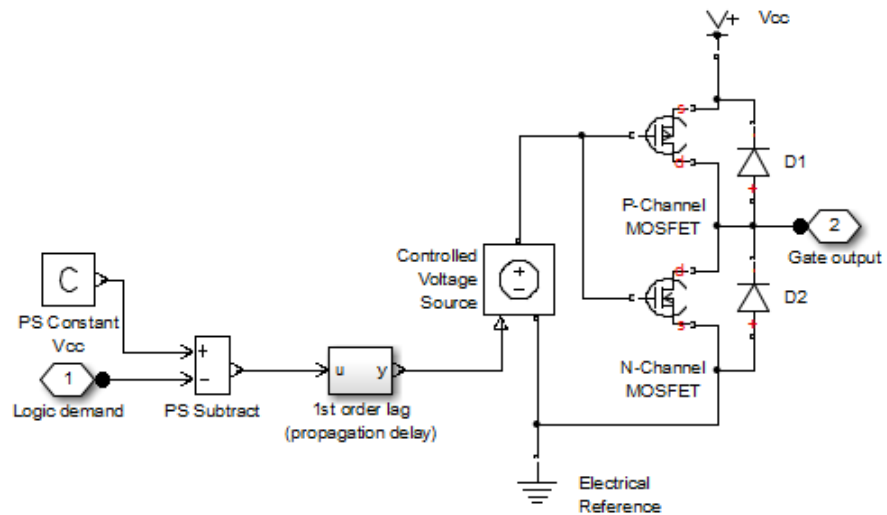 V+ Vcc
s
D1
d
P-Channel
MOSFET
2
Gate output
Controlled
Voltage
Source
+
−
d
D2
s
N-Channel
MOSFET
+
+
C
PS Constant
Vcc
1
Logic demand
+
−
PS Subtract
u y
1st order lag
(propagation delay)
Electrical
Reference